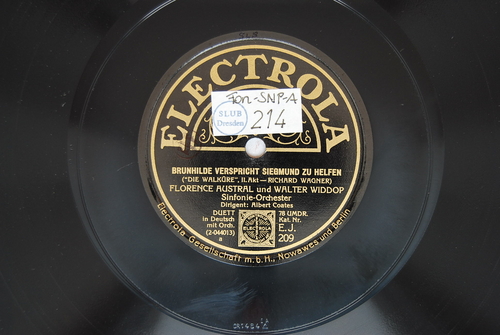 ELECTROLA
Fon-SNP-A
SLUB
Dresden
214
BRUNHILDE VERSPRICHT SIEGMUND ZU HELFEN
("DIE WALKÜRE", II. Akt — RICHARD WAGNER)
FLORENCE AUSTRAL und WALTER WIDDOP
Sinfonie-Orchester
Dirigent: Albert Coates
DUETT
in Deutsch
mit Orch.
(2-044013)
a
ELECTROLA
78 UMDR.
Kat. Nr.
E. J.
209
Electrola Gesellschaft m.b.H., Nowawes und Berlin